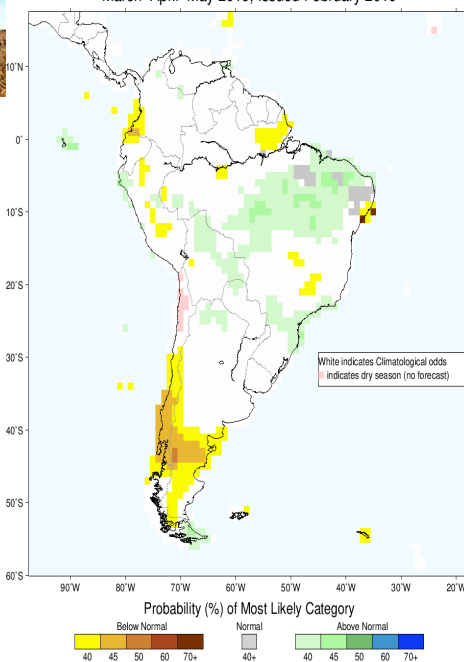 10˚N
0˚
10˚S
20˚S
30˚S
40˚S
50˚S
60˚S
White indicates Climatological odds
indicates dry season (no forecast)
90˚W 80˚W 70˚W 60˚W 50˚W 40˚W 30˚W 20˚W
Probability (%) of Most Likely Category
Below Normal Normal Above Normal
40 45 50 60 70+ 40+ 40 45 50 60 70+